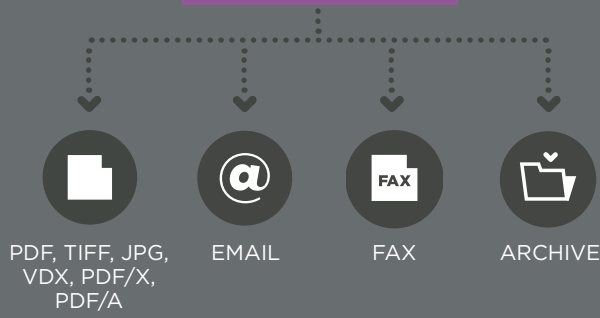 FAX
PDF, TIFF, JPG,
VDX, PDF/X,
PDF/A
EMAIL
FAX
ARCHIVE